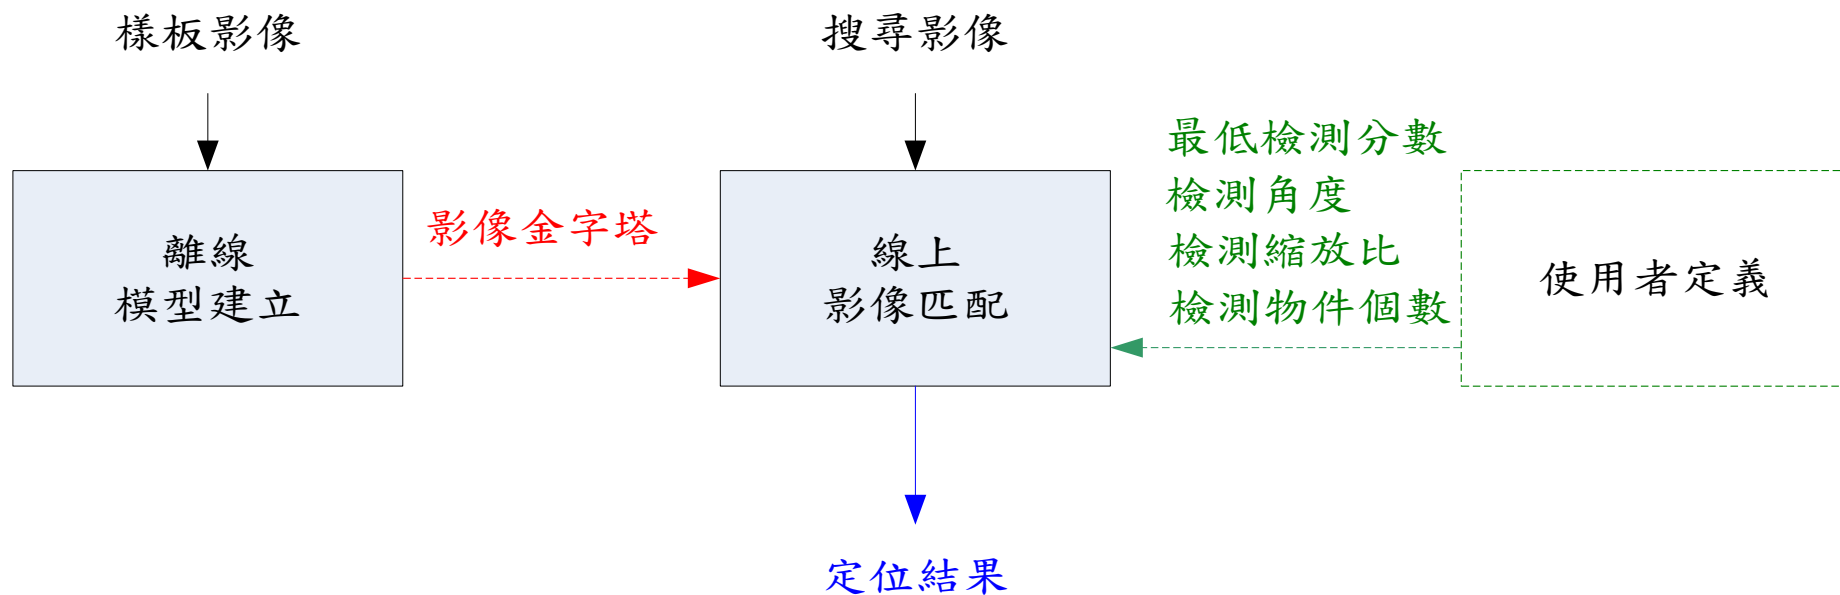 樣板影像
搜尋影像
最低檢測分數
檢測角度
檢測縮放比
檢測物件個數
影像金字塔
離線
模型建立
線上
影像匹配
使用者定義
定位結果